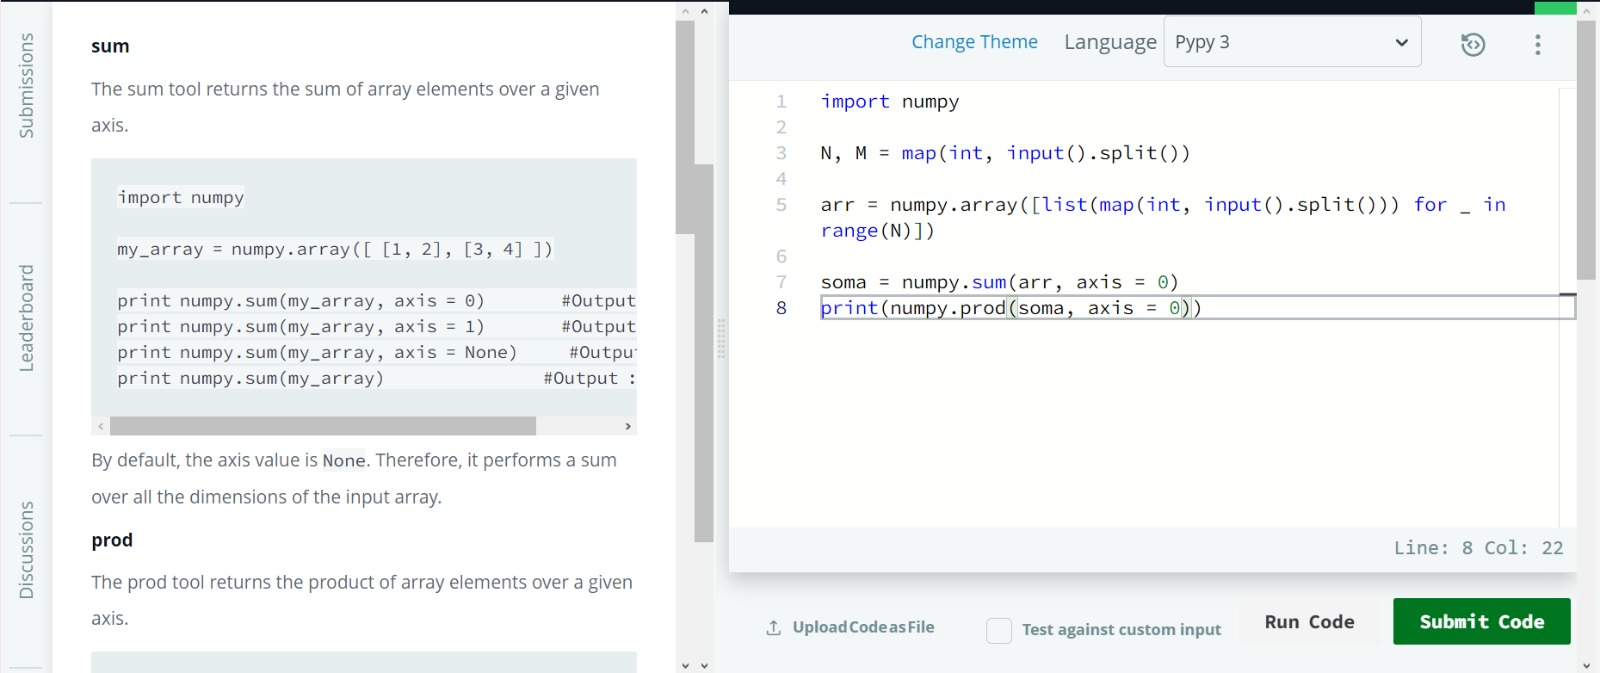 Submissions
Leaderboard
Discussions
sum
The sum tool returns the sum of array elements over a given
axis.
import numpy
my_array = numpy.array([ [1, 2], [3, 4] ])
print numpy.sum(my_array, axis = 0)         #Output
print numpy.sum(my_array, axis = 1)         #Output
print numpy.sum(my_array, axis = None)      #Outpu
print numpy.sum(my_array)                   #Output :
By default, the axis value is None. Therefore, it performs a sum
over all the dimensions of the input array.
prod
The prod tool returns the product of array elements over a given
axis.
Change Theme Language Pypy 3
1 import numpy
2
3 N, M = map(int, input().split())
4
5 arr = numpy.array([list(map(int, input().split())) for _ in
range(N)])
6
7 soma = numpy.sum(arr, axis = 0)
8 print(numpy.prod(soma, axis = 0))
Line: 8 Col: 22
Upload Code as File Test against custom input Run Code Submit Code